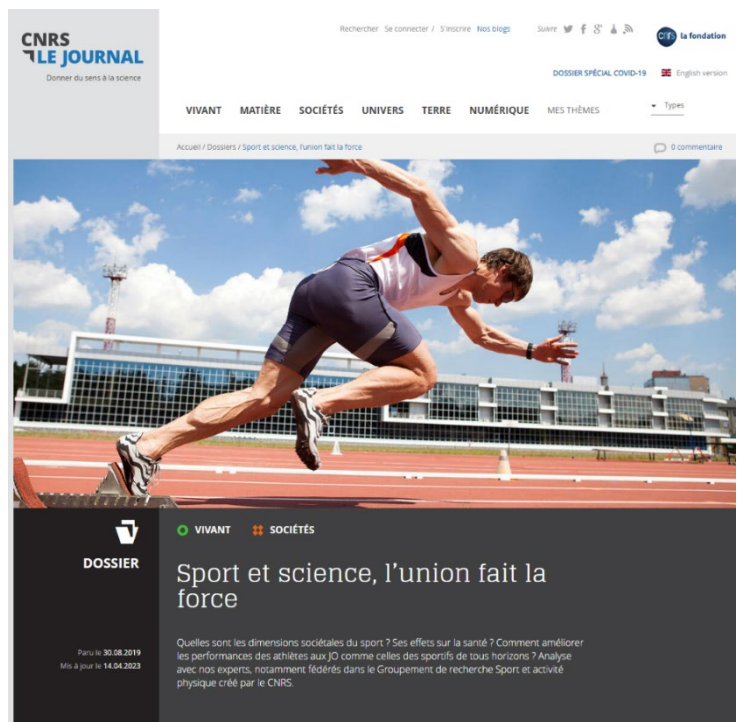 CNRS
LE JOURNAL
Donner du sens à la science
Rechercher Se connecter / S'inscrire Nos blogs
Suivre
cnrs la fondation
DOSSIER SPÉCIAL COVID-19 English version
VIVANT MATIÈRE SOCIÉTÉS UNIVERS TERRE NUMÉRIQUE MES THÈMES Types
Accueil / Dossiers / Sport et science, l'union fait la force
0 commentaire
DOSSIER
Paru le 30.08.2019
Mis à jour le 14.04.2023
VIVANT SOCIÉTÉS
Sport et science, l'union fait la
force
Quelles sont les dimensions sociétales du sport ? Ses effets sur la santé ? Comment améliorer
les performances des athlètes aux JO comme celles des sportifs de tous horizons ? Analyse
avec nos experts, notamment fédérés dans le Groupement de recherche Sport et activité
physique créé par le CNRS.